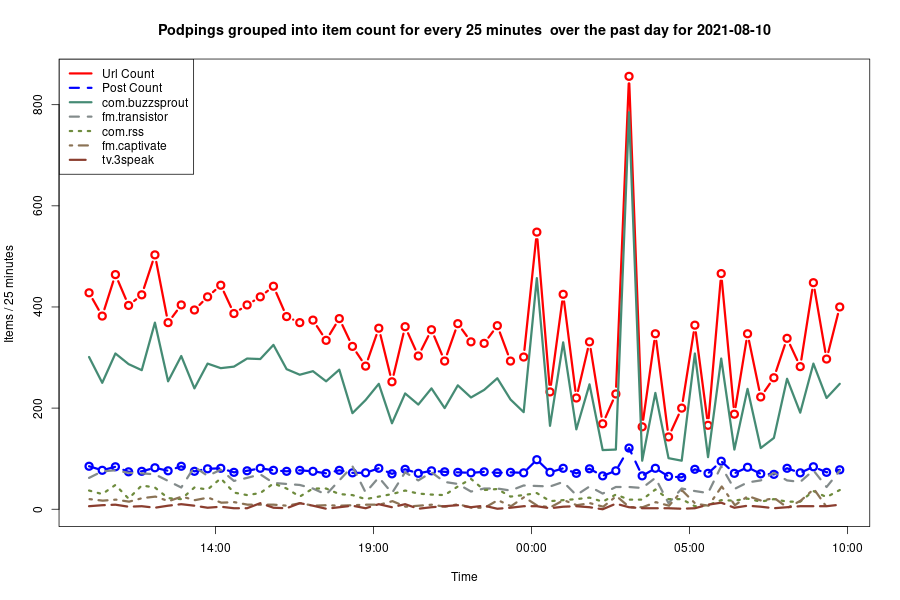 Podpings grouped into item count for every 25 minutes  over the past day for 2021-08-10
Url Count
Post Count
com.buzzsprout
fm.transistor
com.rss
fm.captivate
tv.3speak
Items / 25 minutes
800
600
400
200
0
14:00 19:00 00:00 05:00 10:00
Time